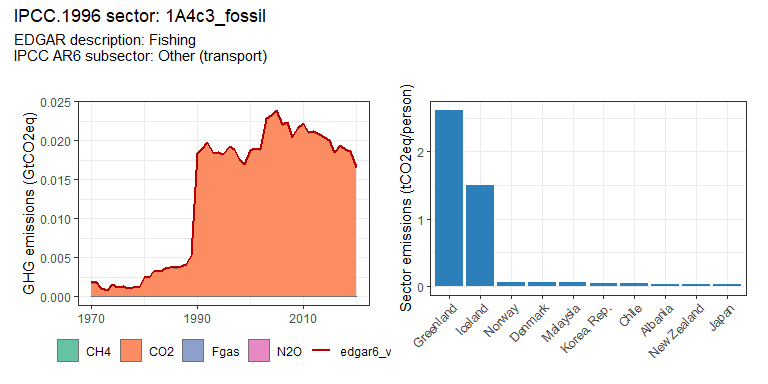 IPCC.1996 sector: 1A4c3_fossil
EDGAR description: Fishing
IPCC AR6 subsector: Other (transport)
GHG emissions (GtCO2eq)
0.025
0.020
0.015
0.010
0.005
0.000
1970
1990
2010
CH4
CO2
Fgas
N2O
edgar6_v
Sector emissions (tCO2eq/person)
2
1
0
Greenland
Iceland
Norway
Denmark
Malaysia
Korea, Rep.
Chile
Albania
New Zealand
Japan